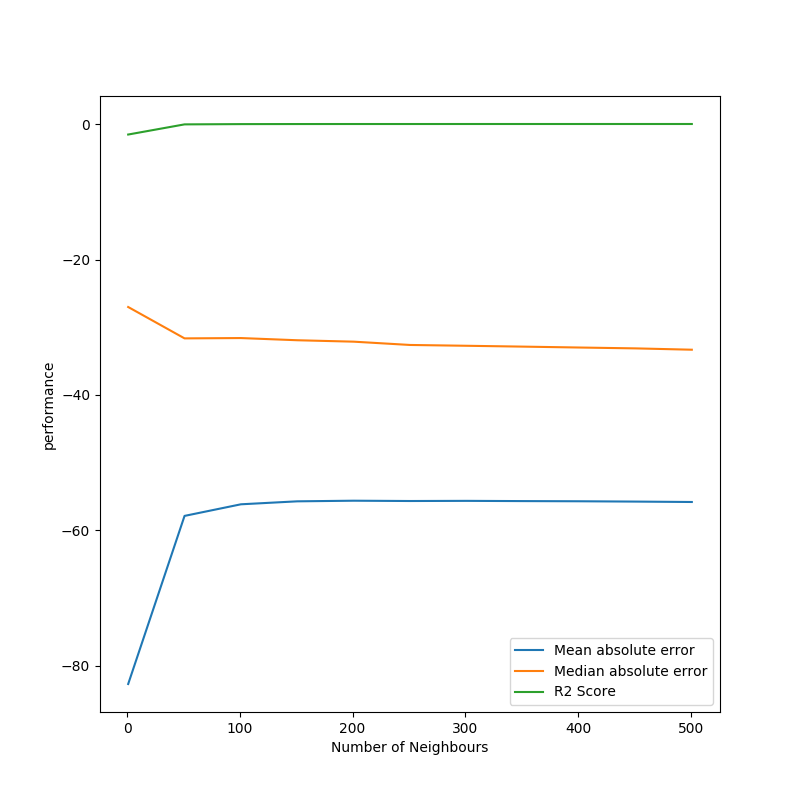 0
−20
−40
−60
−80
performance
0
100
200
300
400
500
Number of Neighbours
Mean absolute error
Median absolute error
R2 Score